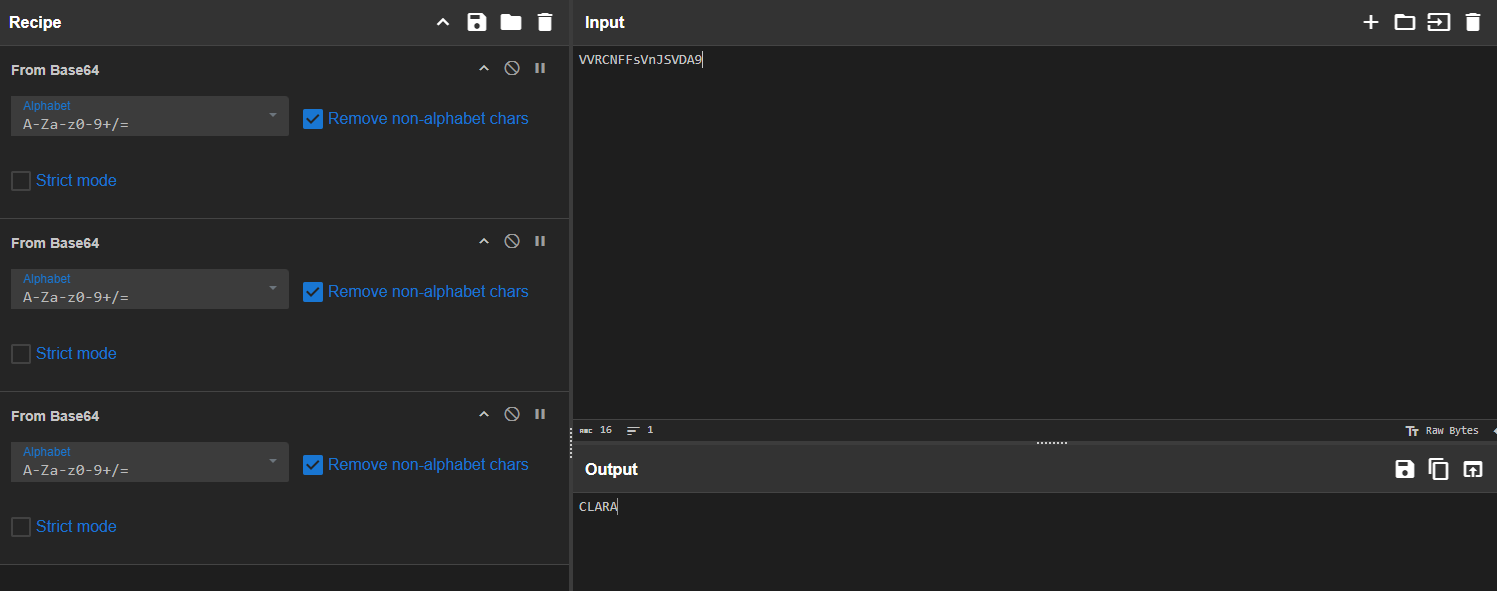 Recipe
From Base64
Alphabet
A-Za-z0-9+/=
Remove non-alphabet chars
Strict mode
From Base64
Alphabet
A-Za-z0-9+/=
Remove non-alphabet chars
Strict mode
From Base64
Alphabet
A-Za-z0-9+/=
Remove non-alphabet chars
Strict mode
Input
VVRCNFFsVnJSVDA9
ABC 16 1 Tr Raw Bytes
Output
CLARA